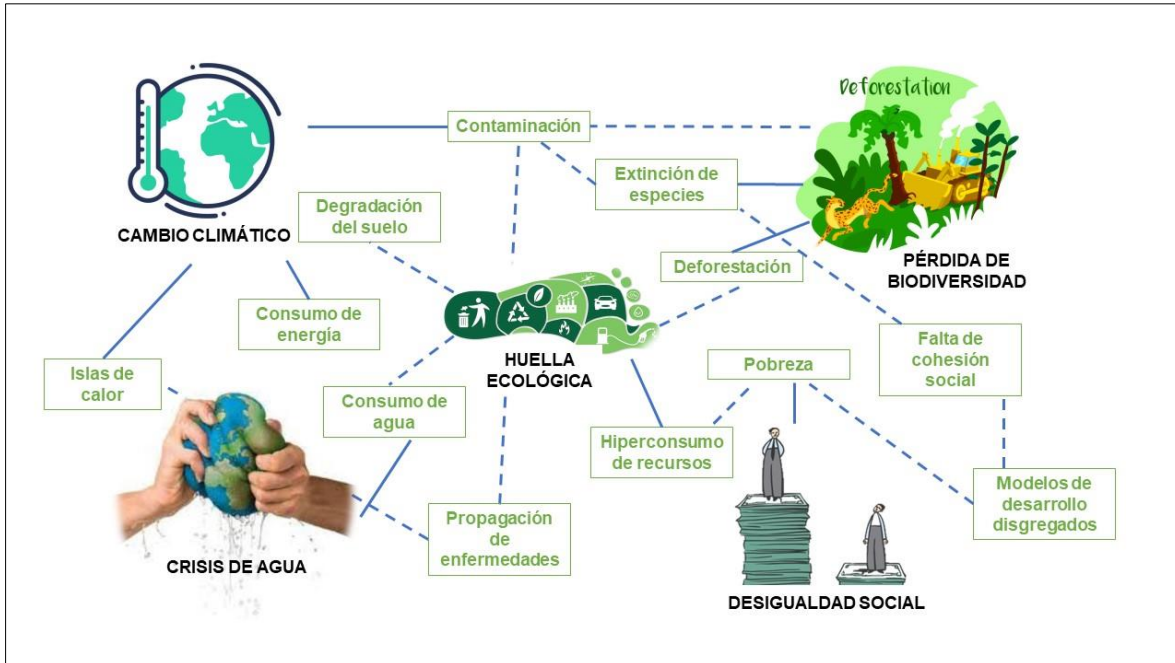 Deforestation
Contaminación
Extinción de
especies
Degradación
del suelo
CAMBIO CLIMÁTICO
PÉRDIDA DE
BIODIVERSIDAD
Deforestación
Consumo de
energía
HUELLA
ECOLÓGICA
Falta de
cohesión
social
Pobreza
Islas de
calor
Consumo de
agua
Hiperconsumo
de recursos
Modelos de
desarrollo
disgregados
Propagación
de
enfermedades
CRISIS DE AGUA
DESIGUALDAD SOCIAL